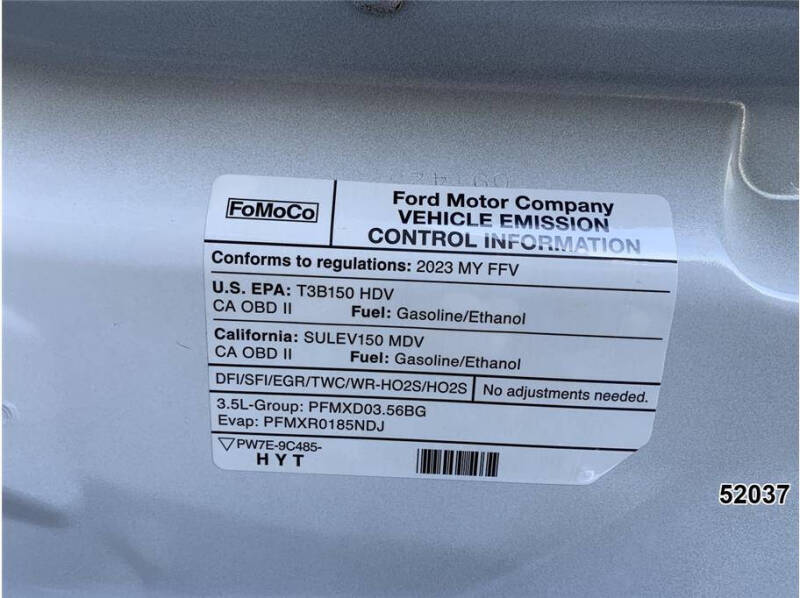 FoMoCo
Ford Motor Company
VEHICLE EMISSION
CONTROL INFORMATION
Conforms to regulations: 2023 MY FFV
U.S. EPA: T3B150 HDV
CA OBD II Fuel: Gasoline/Ethanol
California: SULEV150 MDV
CA OBD II Fuel: Gasoline/Ethanol
DFI/SFI/EGR/TWC/WR-HO2S/HO2S No adjustments needed.
3.5L-Group: PFMXD03.56BG
Evap: PFMXR0185NDJ
PW7E-9C485-
HYT
52037